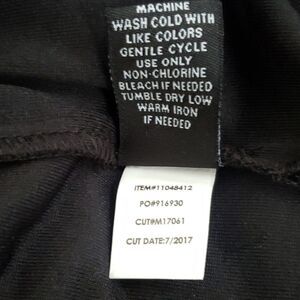 MACHINE
WASH COLD WITH
LIKE COLORS
GENTLE CYCLE
USE ONLY
NON-CHLORINE
BLEACH IF NEEDED
TUMBLE DRY LOW
WARM IRON
IF NEEDED
ITEM#11048412
PO#916930
CUT#M17061
CUT DATE:7/2017